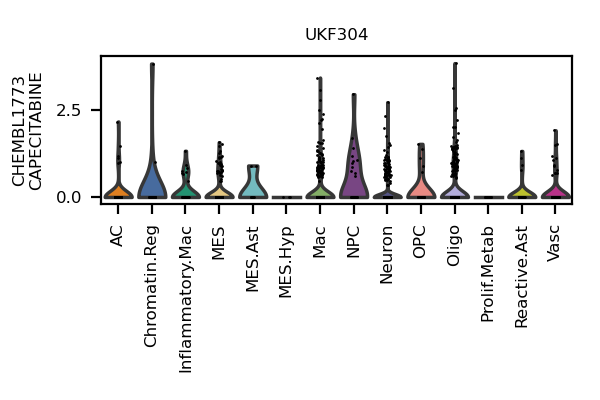 UKF304
CHEMBL1773
CAPECITABINE
2.5
0.0
AC
Chromatin.Reg
Inflammatory.Mac
MES
MES.Ast
MES.Hyp
Mac
NPC
Neuron
OPC
Oligo
Prolif.Metab
Reactive.Ast
Vasc